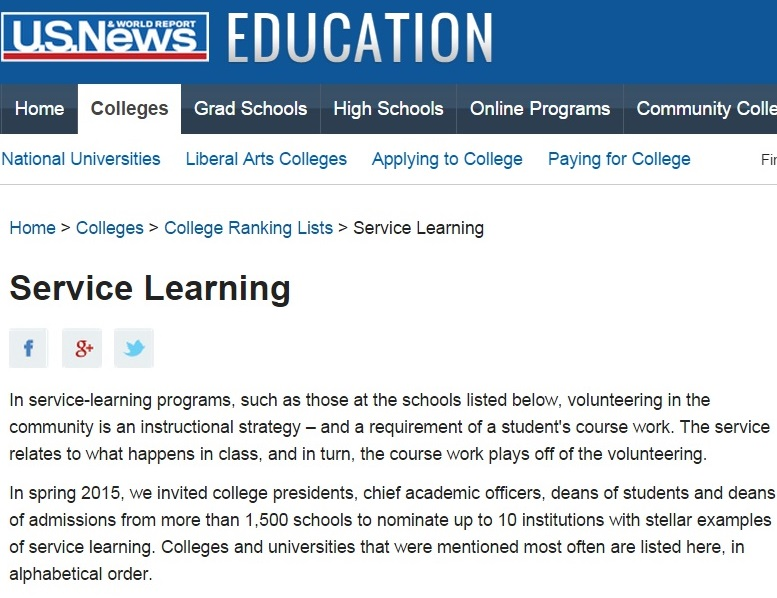 U.S.News & WORLD REPORT EDUCATION
Home Colleges Grad Schools High Schools Online Programs Community Colle
National Universities Liberal Arts Colleges Applying to College Paying for College
Home > Colleges > College Ranking Lists > Service Learning
Service Learning
f g+
In service-learning programs, such as those at the schools listed below, volunteering in the
community is an instructional strategy – and a requirement of a student's course work. The service
relates to what happens in class, and in turn, the course work plays off of the volunteering.
In spring 2015, we invited college presidents, chief academic officers, deans of students and deans
of admissions from more than 1,500 schools to nominate up to 10 institutions with stellar examples
of service learning. Colleges and universities that were mentioned most often are listed here, in
alphabetical order.